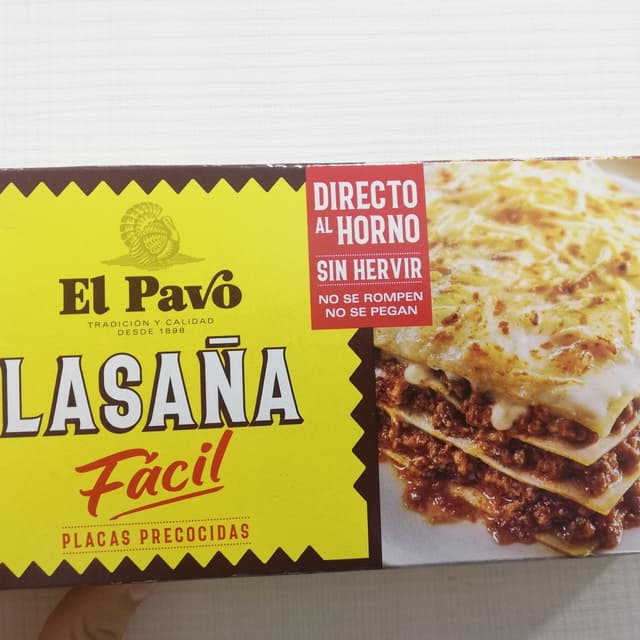 El Pavo
TRADICIÓN Y CALIDAD
DESDE 1898
LASAÑA
Fácil
PLACAS PRECOCIDAS
DIRECTO
AL HORNO
SIN HERVIR
NO SE ROMPEN
NO SE PEGAN